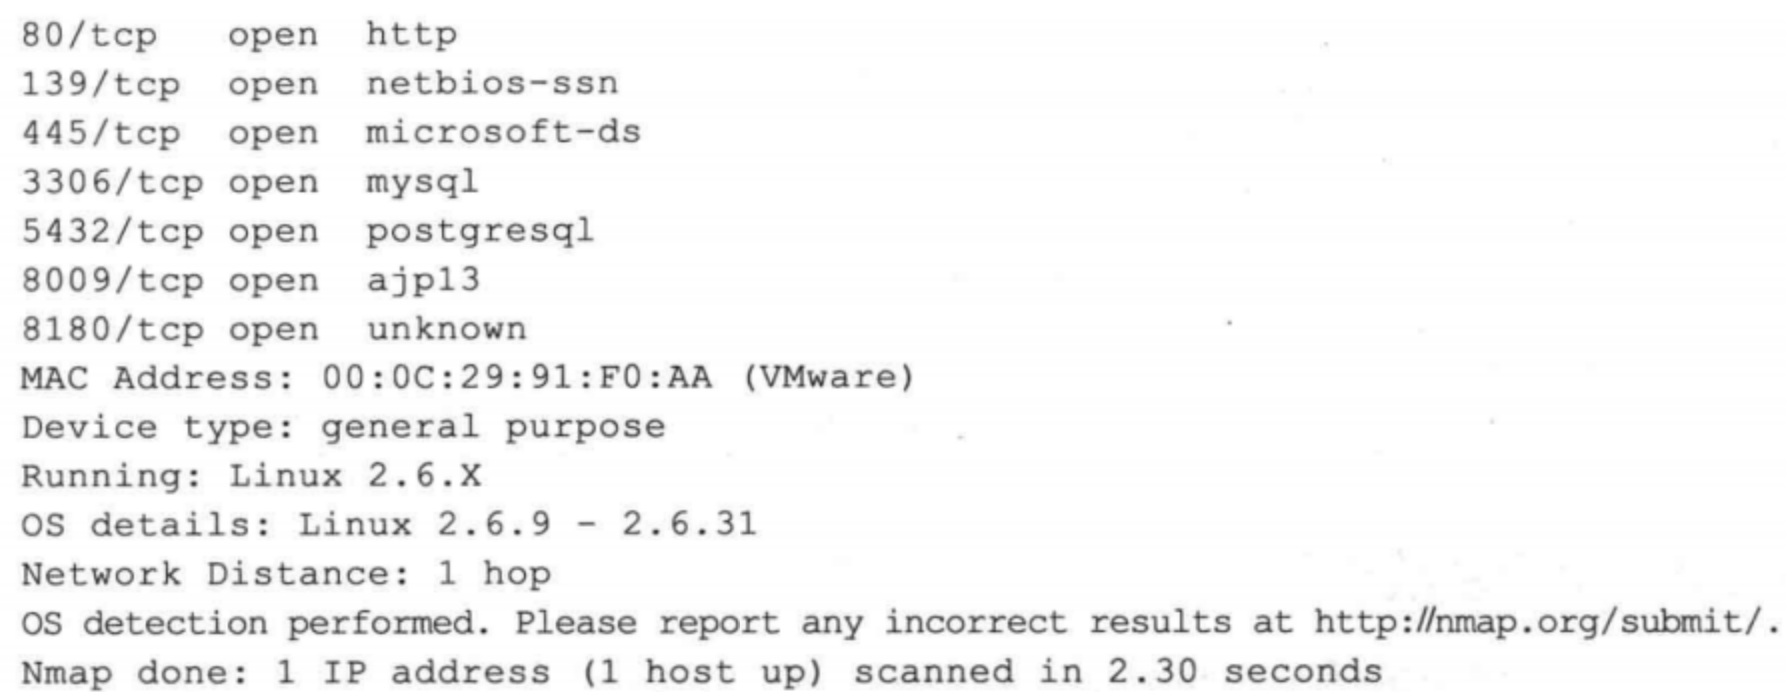 80/tcp   open  http
139/tcp  open  netbios-ssn
445/tcp  open  microsoft-ds
3306/tcp open  mysql
5432/tcp open  postgresql
8009/tcp open  ajp13
8180/tcp open  unknown
MAC Address: 00:0C:29:91:F0:AA (VMware)
Device type: general purpose
Running: Linux 2.6.X
OS details: Linux 2.6.9 - 2.6.31
Network Distance: 1 hop
OS detection performed. Please report any incorrect results at http://nmap.org/submit/.
Nmap done: 1 IP address (1 host up) scanned in 2.30 seconds